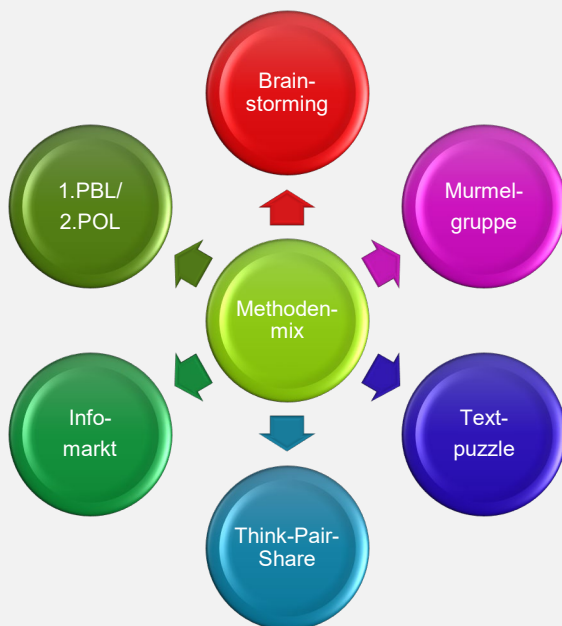 Brain-
storming
1.PBL/
2.POL
Murmel-
gruppe
Methoden-
mix
Info-
markt
Text-
puzzle
Think-Pair-
Share